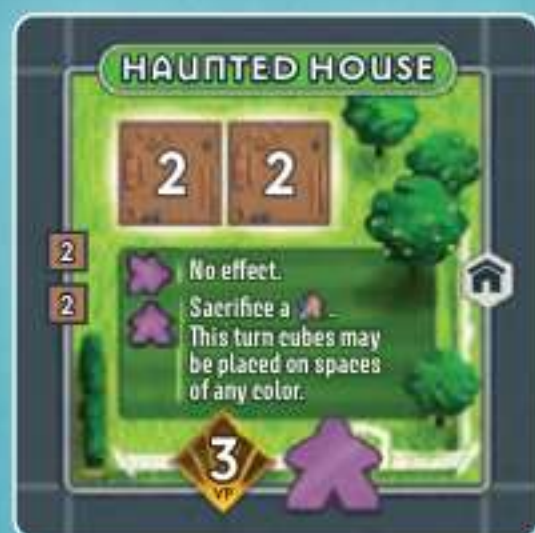 HAUNTED HOUSE
2 2
2
2
No effect.
Sacrifice a .
This turn cubes may
be placed on spaces
of any color.
3
VP